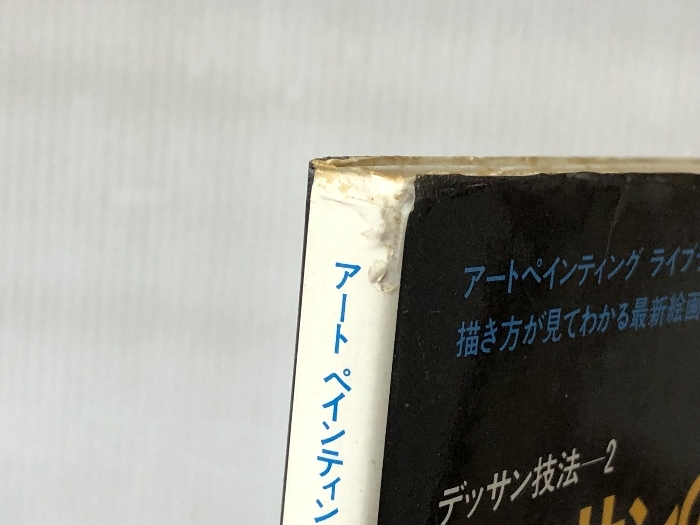 アート ペインティン
アートペインティング ライブ
描き方が見てわかる最新絵画
デッサン技法—2